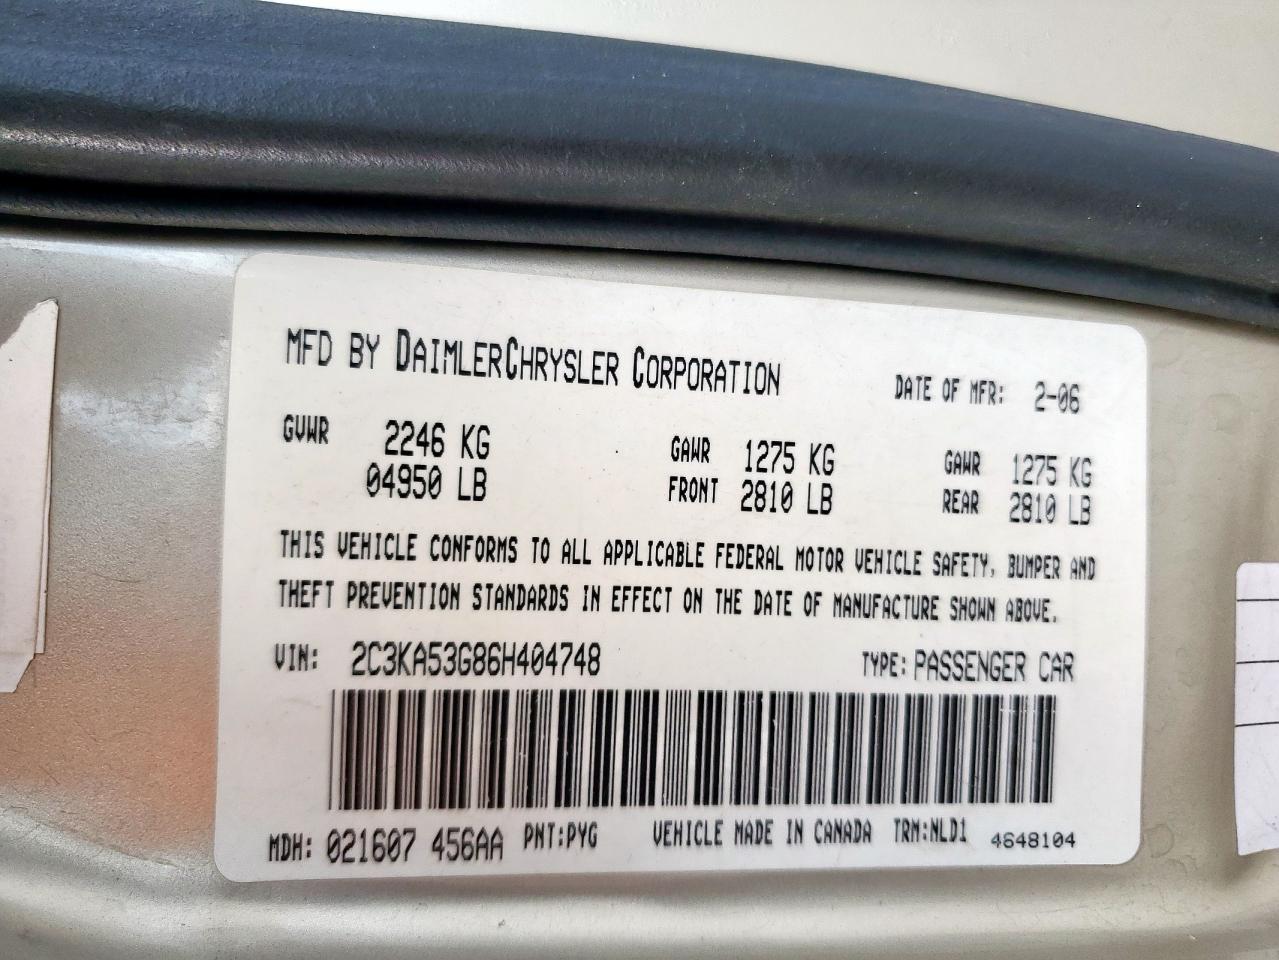 MFD BY DAIMLERCHRYSLER CORPORATION DATE OF MFR: 2-06
GVWR 2246 KG GAWR 1275 KG GAWR 1275 KG
04950 LB FRONT 2810 LB REAR 2810 LB
THIS VEHICLE CONFORMS TO ALL APPLICABLE FEDERAL MOTOR VEHICLE SAFETY, BUMPER AND
THEFT PREVENTION STANDARDS IN EFFECT ON THE DATE OF MANUFACTURE SHOWN ABOVE.
VIN: 2C3KA53G86H404748 TYPE: PASSENGER CAR
MDH: 021607 456AA PNT:PYG VEHICLE MADE IN CANADA TRM:NLD1 4648104